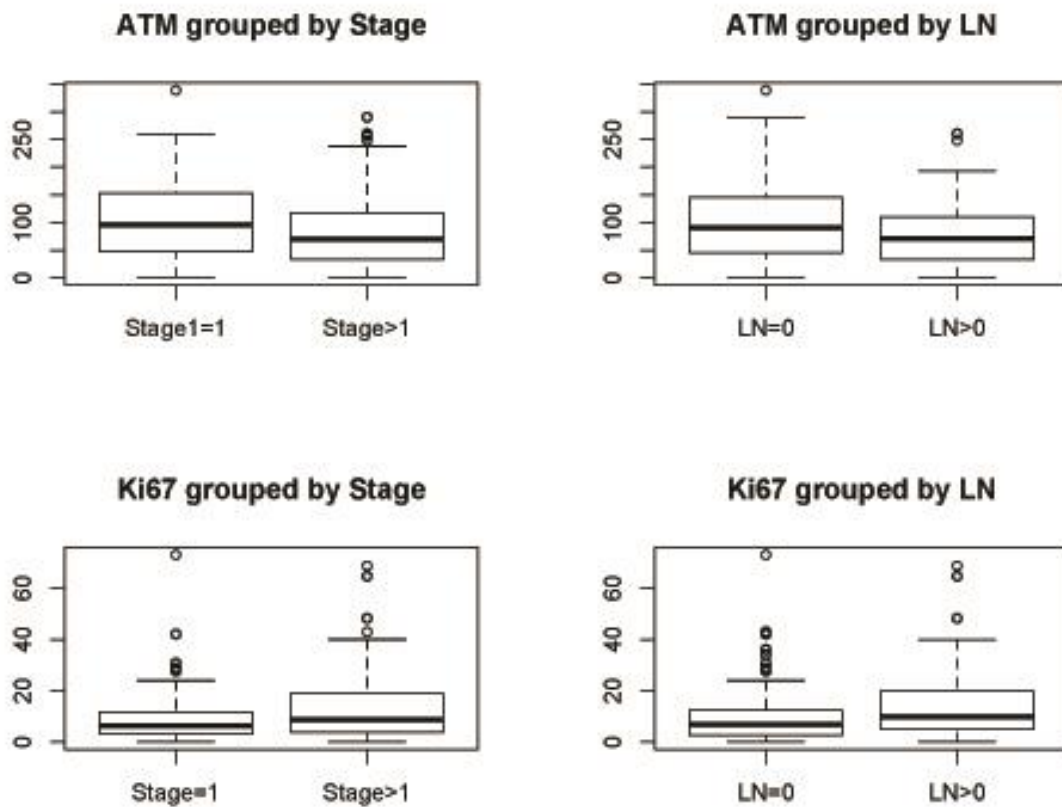 ATM grouped by Stage
250
100
0
Stage1=1 Stage>1
ATM grouped by LN
250
100
0
LN=0 LN>0
Ki67 grouped by Stage
60
40
20
0
Stage=1 Stage>1
Ki67 grouped by LN
60
40
20
0
LN=0 LN>0